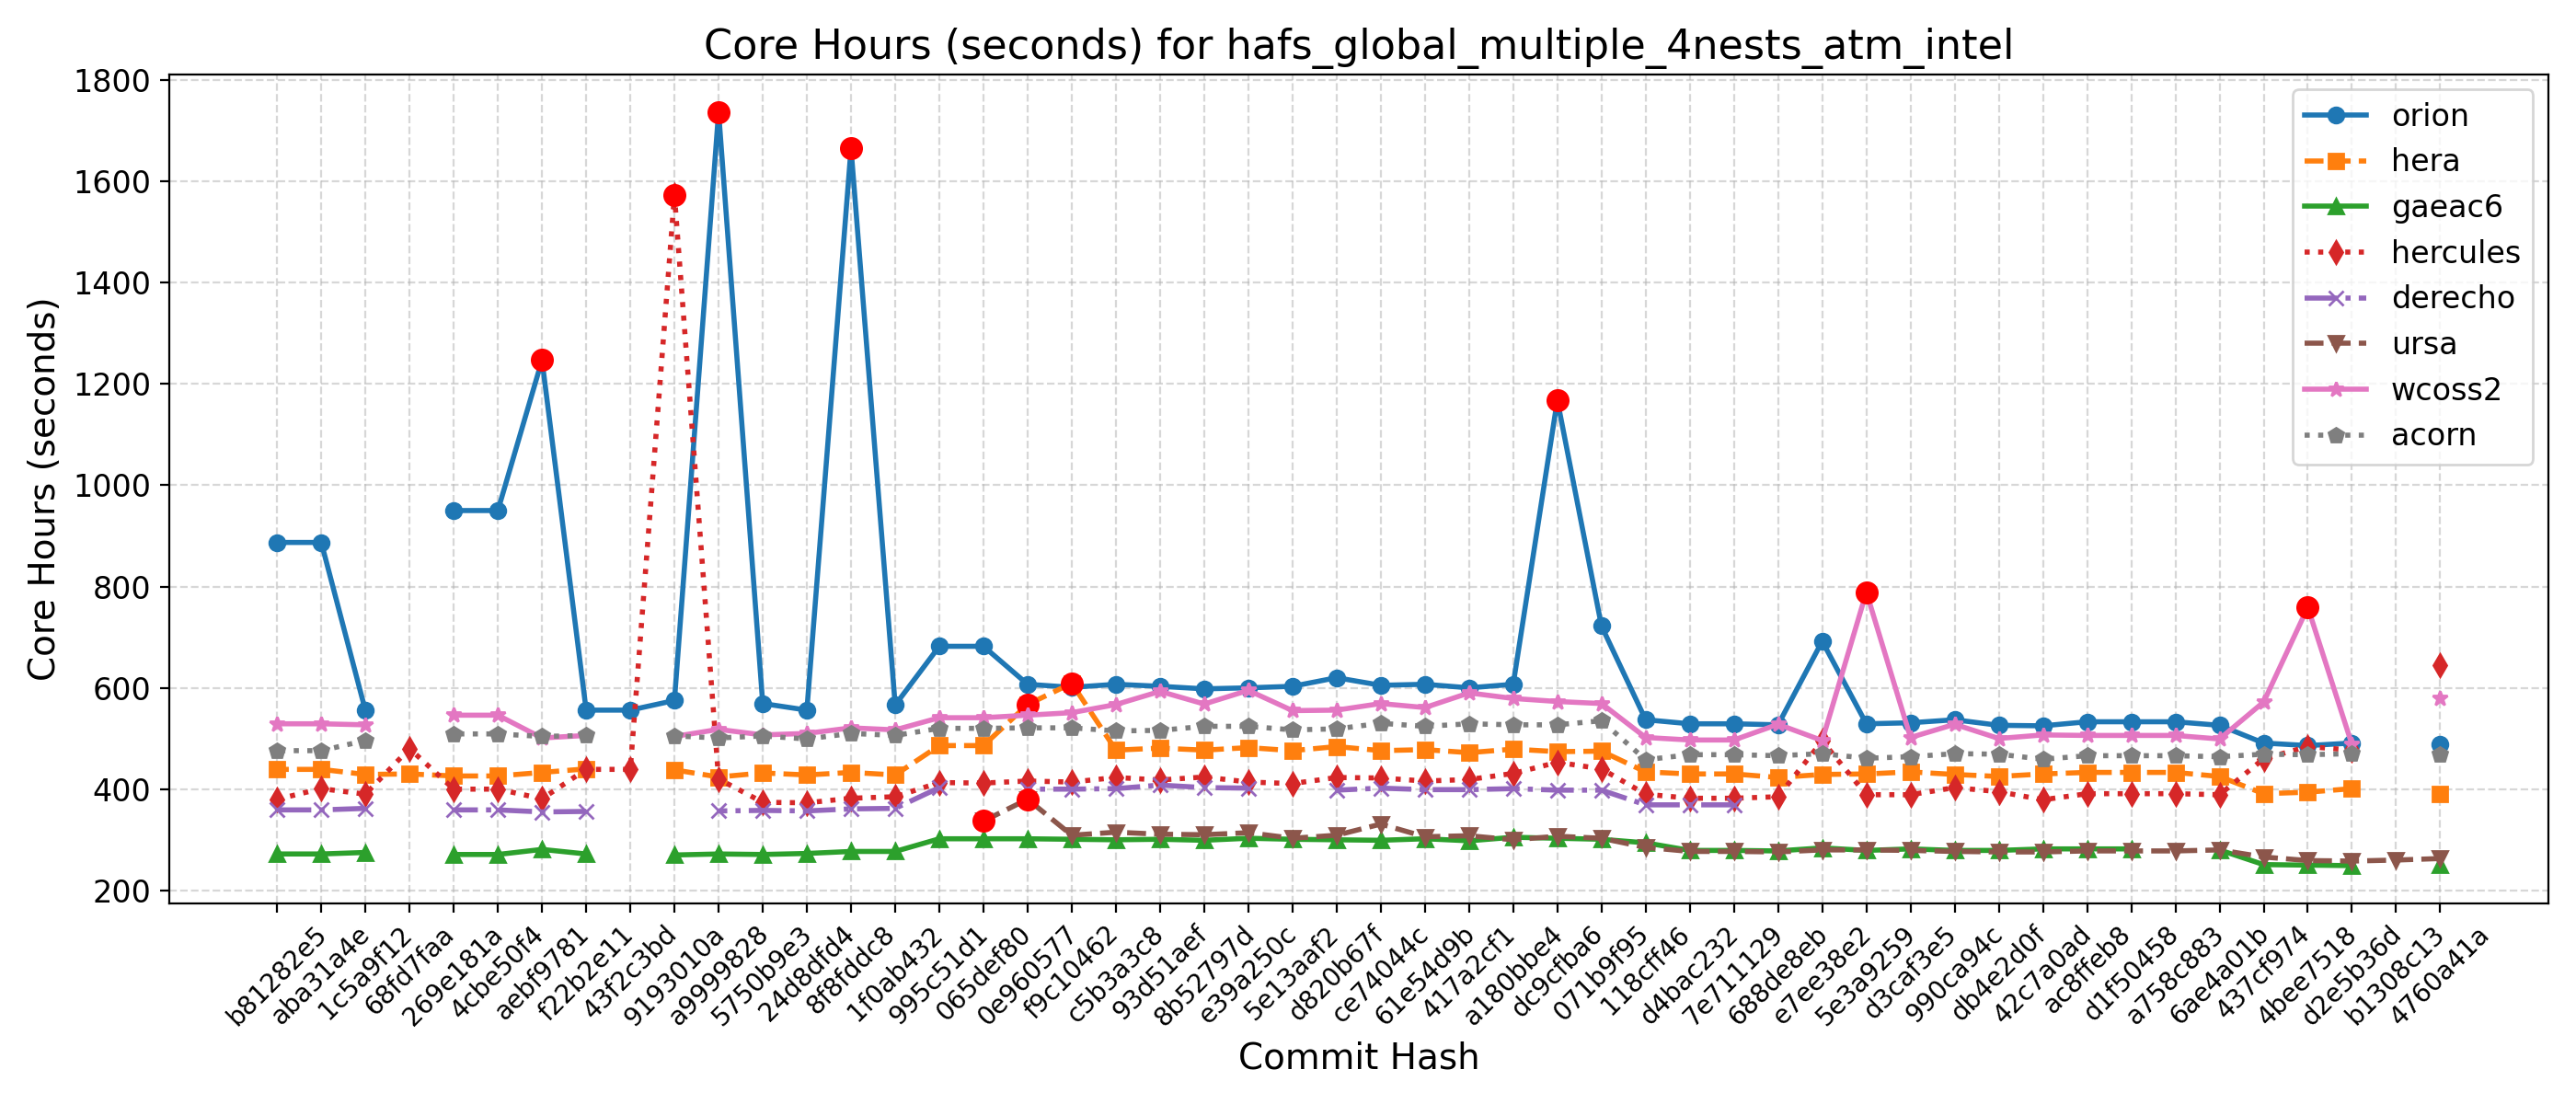 Core Hours (seconds) for hafs_global_multiple_4nests_atm_intel
Core Hours (seconds)
1800
1600
1400
1200
1000
800
600
400
200
orion
hera
gaeac6
hercules
derecho
ursa
wcoss2
acorn
b81282e5
aba31a4e
1c5a9f12
68fd7faa
269e181a
4cbe50f4
aebf9781
f22b2e11
43f2c3bd
9193010a
a9999828
5750b9e3
24d8dfd4
8f8fddc8
1f0ab432
995c51d1
065def80
0e960577
f9c10462
c5b3a3c8
93d51aef
8b52797d
e39a250c
5e13aaf2
d820b67f
ce74044c
61e54d9b
417a2cf1
a180bbe4
dc9cfba6
071b9f95
118cff46
d4bac232
7e711129
688de8eb
e7ee38e2
5e3a9259
d3caf3e5
990ca94c
db4e2d0f
42c7a0ad
ac8ffeb8
d1f50458
a758c883
6ae4a01b
437cf974
4bee7518
d2e5b36d
b1308c13
4760a41a
Commit Hash